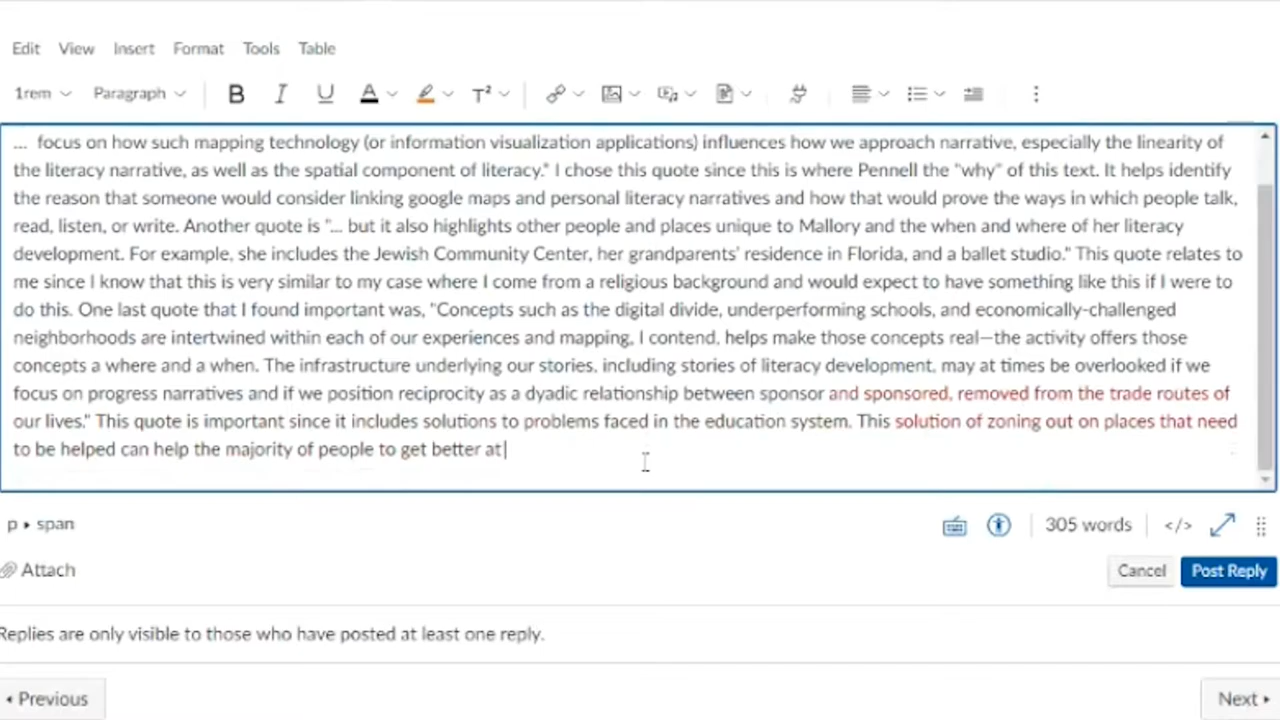 Edit View Insert Format Tools Table
1rem Paragraph B I U A T²
... focus on how such mapping technology (or information visualization applications) influences how we approach narrative, especially the linearity of
the literacy narrative, as well as the spatial component of literacy." I chose this quote since this is where Pennell the "why" of this text. It helps identify
the reason that someone would consider linking google maps and personal literacy narratives and how that would prove the ways in which people talk,
read, listen, or write. Another quote is "... but it also highlights other people and places unique to Mallory and the when and where of her literacy
development. For example, she includes the Jewish Community Center, her grandparents' residence in Florida, and a ballet studio." This quote relates to
me since I know that this is very similar to my case where I come from a religious background and would expect to have something like this if I were to
do this. One last quote that I found important was, "Concepts such as the digital divide, underperforming schools, and economically-challenged
neighborhoods are intertwined within each of our experiences and mapping, I contend, helps make those concepts real—the activity offers those
concepts a where and a when. The infrastructure underlying our stories, including stories of literacy development, may at times be overlooked if we
focus on progress narratives and if we position reciprocity as a dyadic relationship between sponsor and sponsored, removed from the trade routes of
our lives." This quote is important since it includes solutions to problems faced in the education system. This solution of zoning out on places that need
to be helped can help the majority of people to get better at
p ▸ span
305 words </>
Attach
Cancel Post Reply
Replies are only visible to those who have posted at least one reply.
◂ Previous
Next ▸